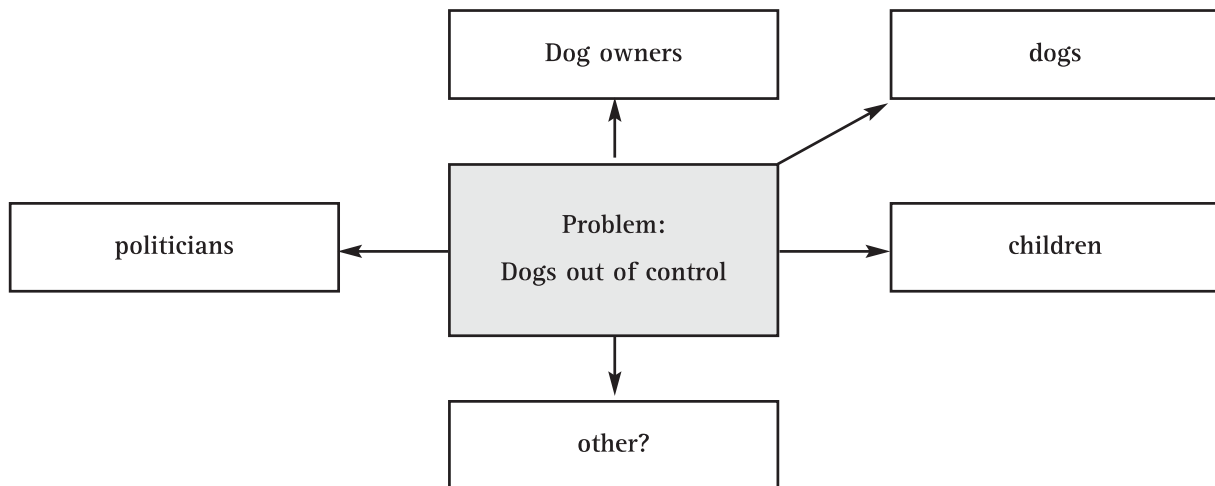 Dog owners
dogs
politicians
Problem:
Dogs out of control
children
other?